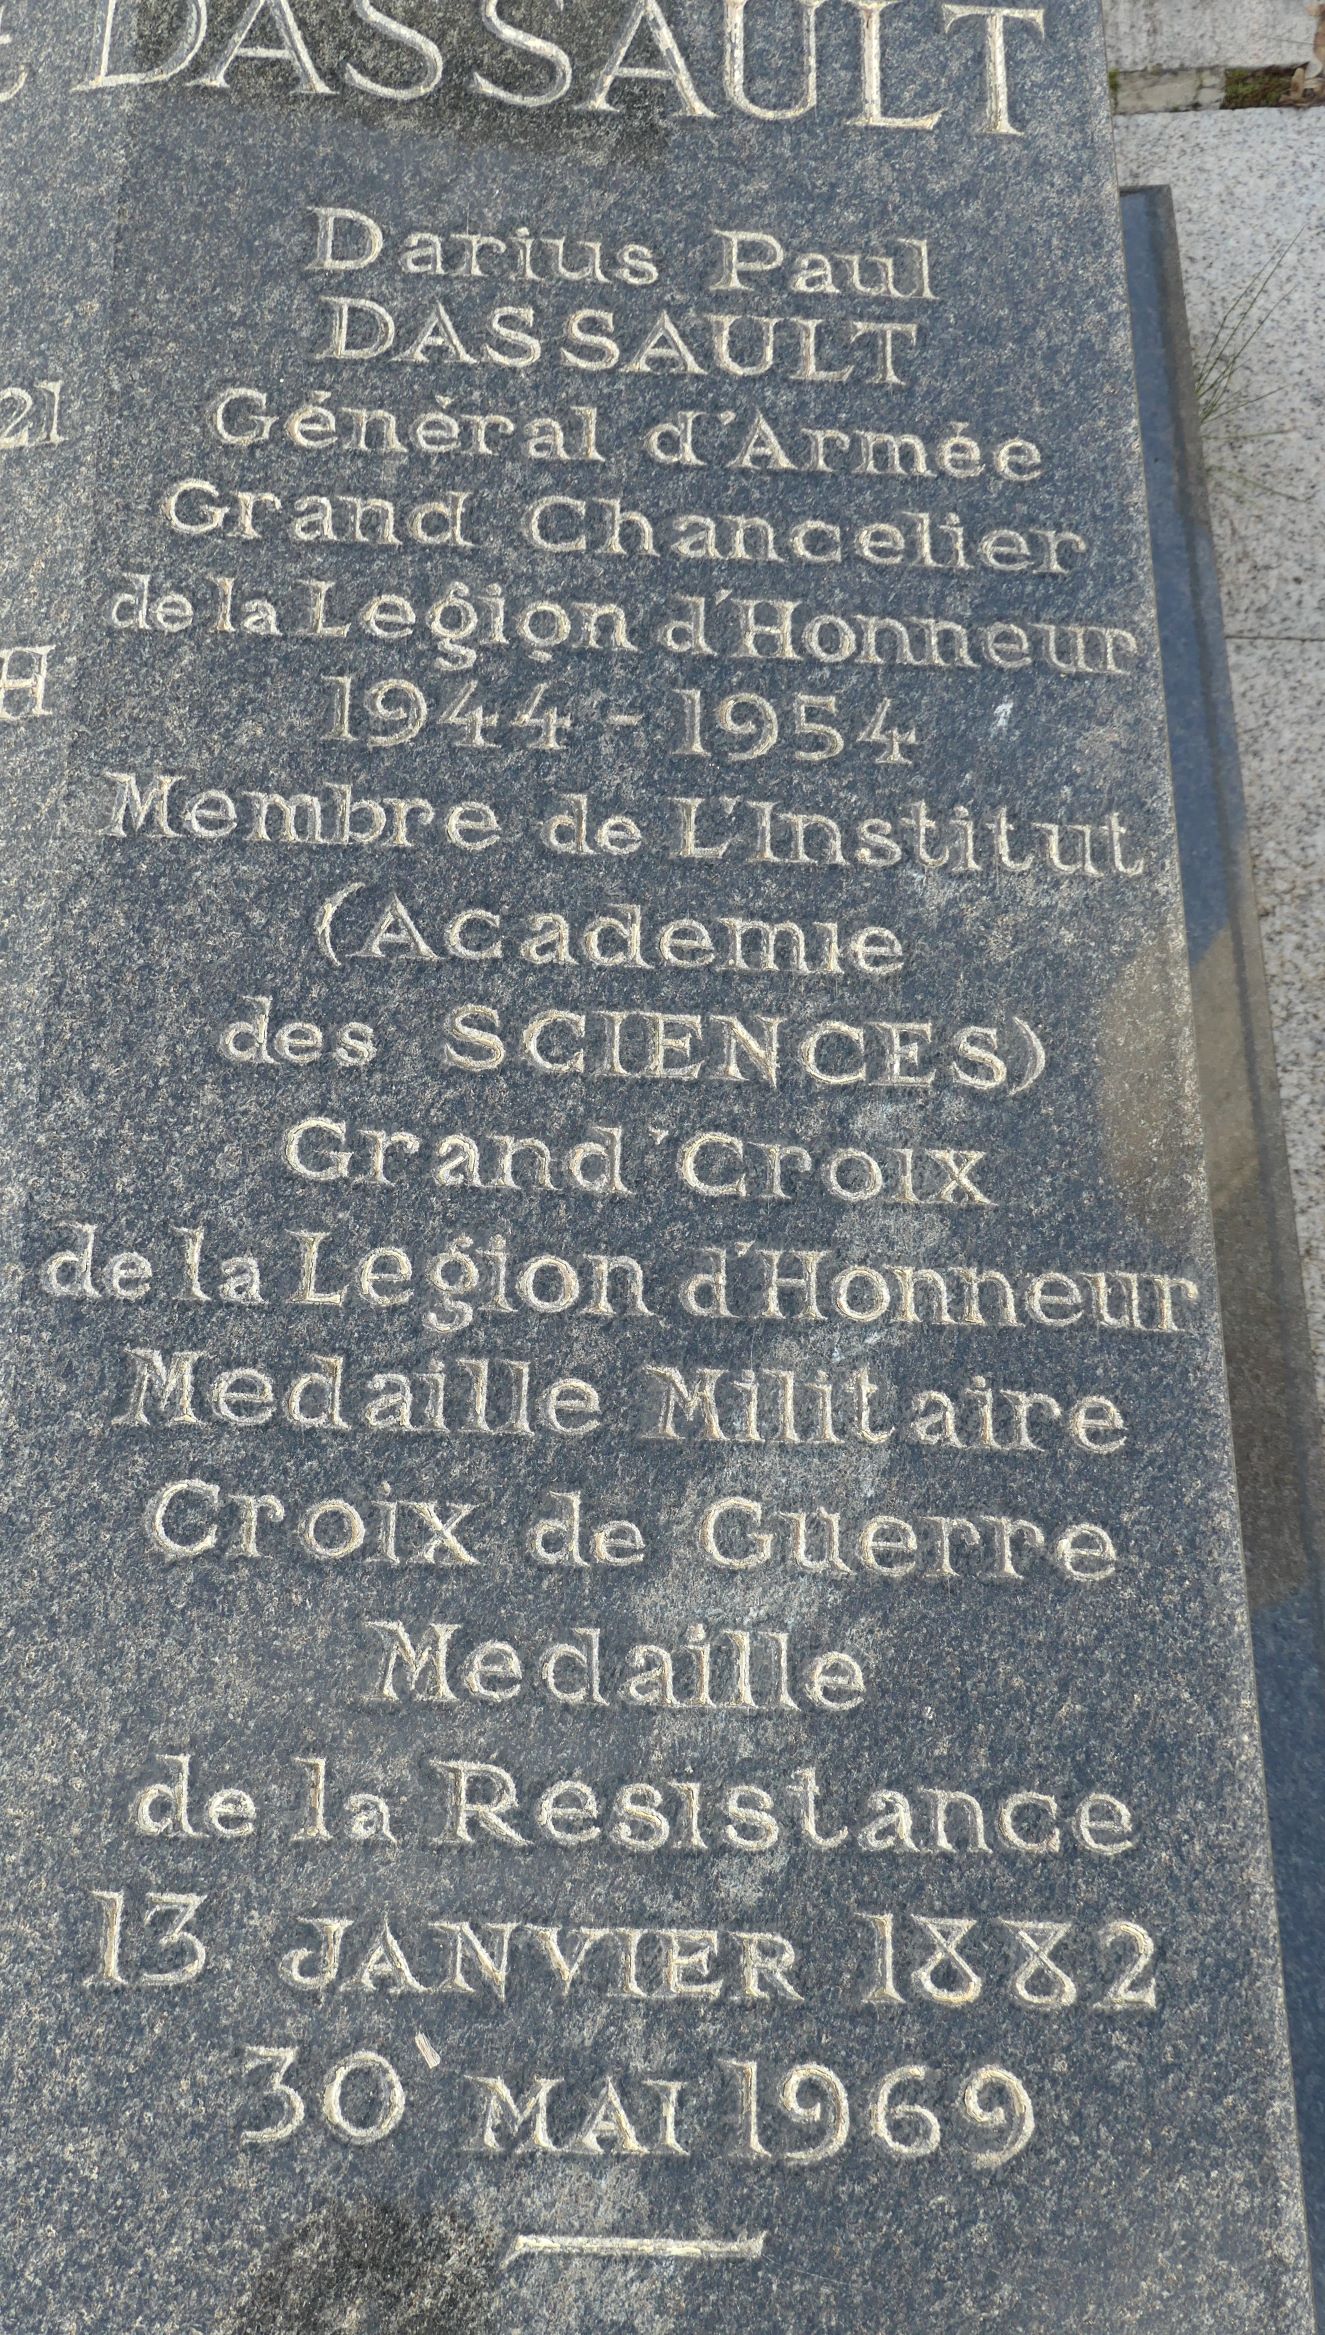 DASSAULT
Darius Paul
DASSAULT
Général d'Armée
Grand Chancelier
de la Legion d'Honneur
1944 - 1954
Membre de L'Institut
(Academie
des SCIENCES)
Grand'Croix
de la Legion d'Honneur
Medaille Militaire
Croix de Guerre
Medaille
de la Resistance
13 JANVIER 1882
30 MAI 1969
21
H